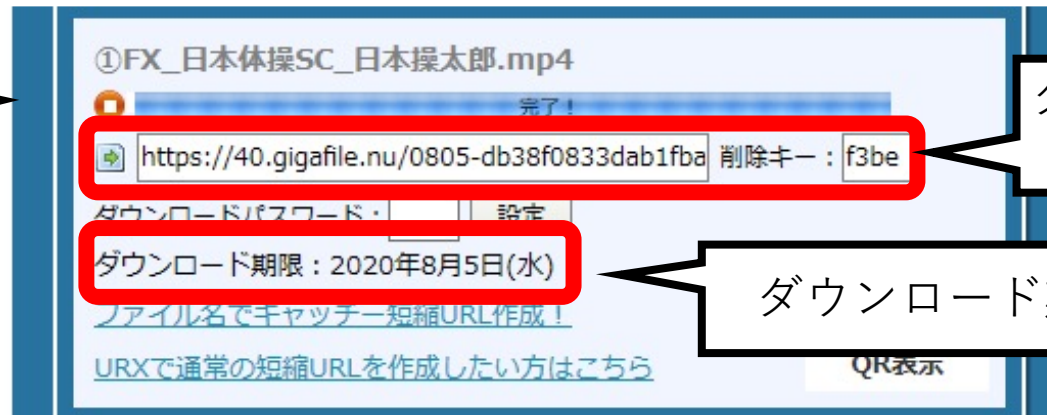 ①FX_日本体操SC_日本操太郎.mp4
完了!
https://40.gigafile.nu/0805-db38f0833dab1fba 削除キー:f3be
ダウンロードパスワード: 設定
ダウンロード期限:2020年8月5日(水)
ダウンロード
ファイル名でキャッチー短縮URL作成!
URXで通常の短縮URLを作成したい方はこちら
QR表示